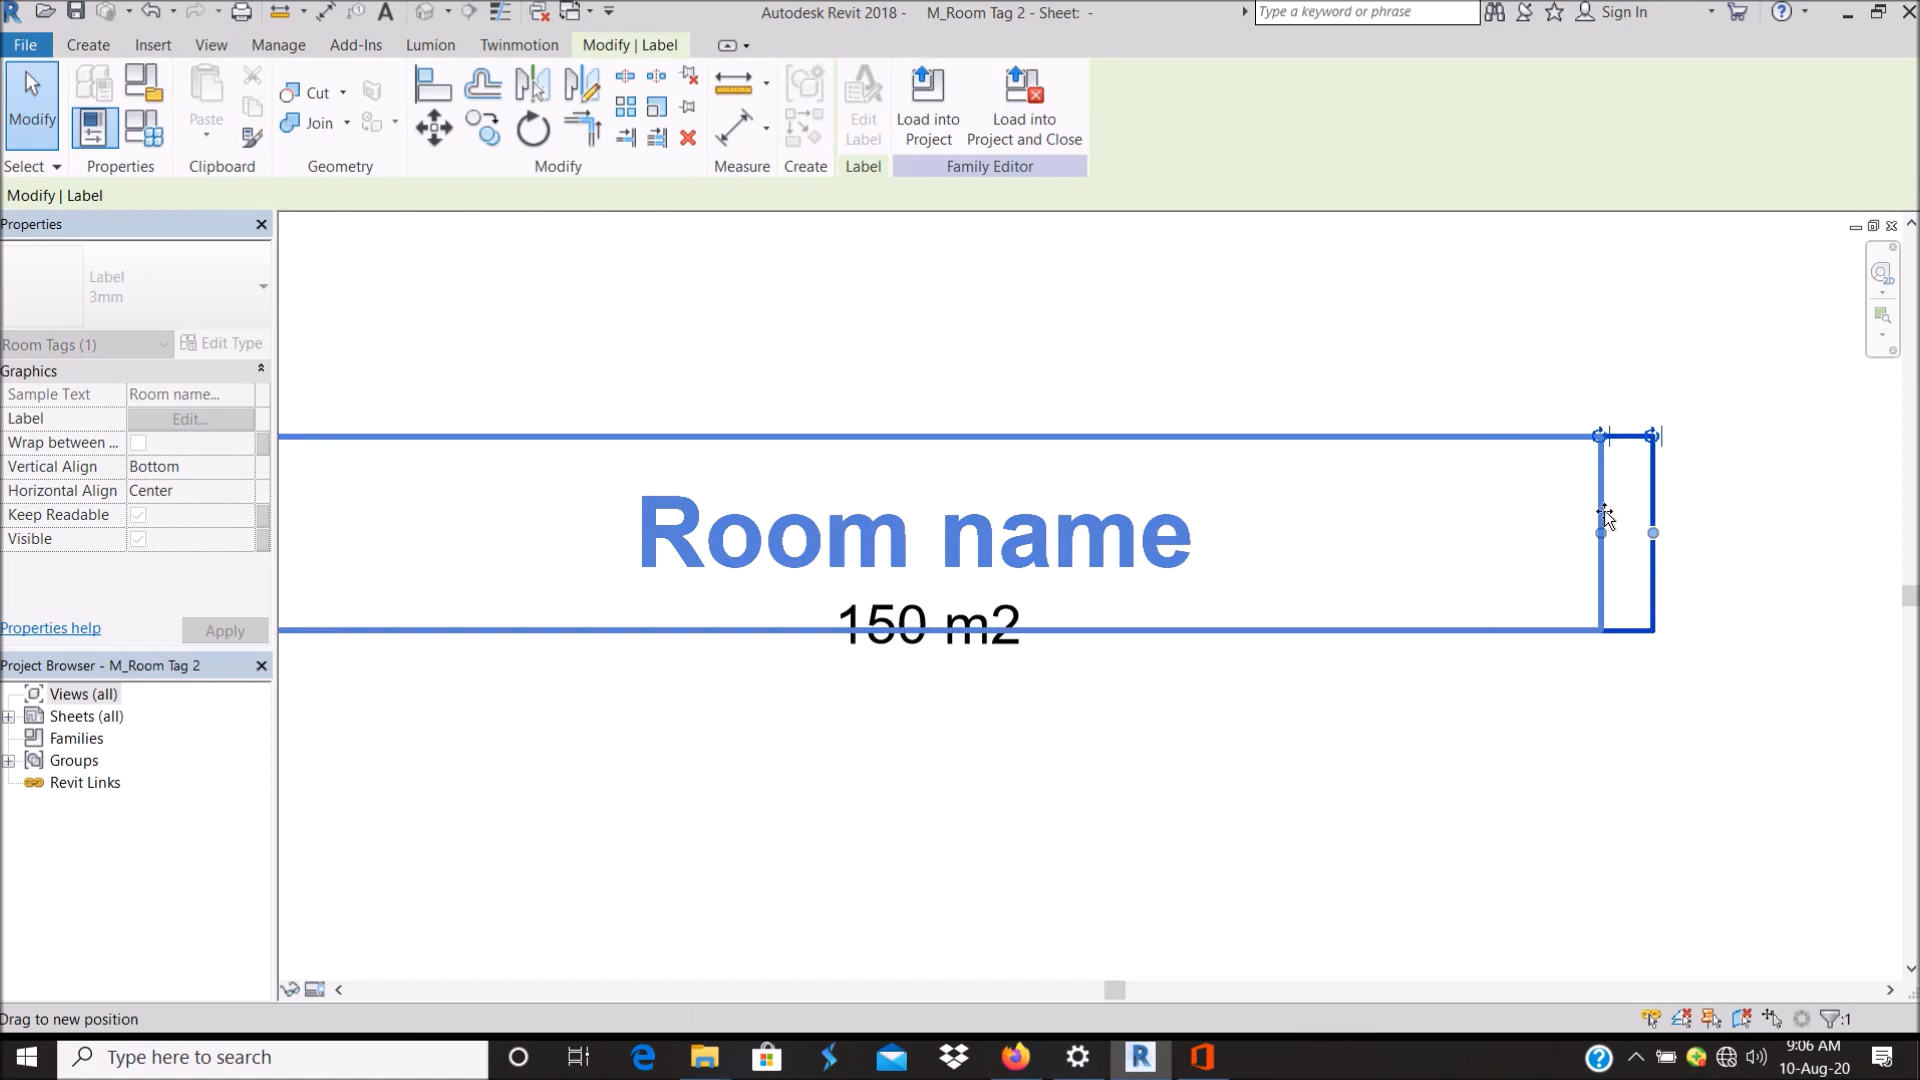 Autodesk Revit 2018 -     M_Room Tag 2 - Sheet:  -
Type a keyword or phrase
Sign In
File Create Insert View Manage Add-Ins Lumion Twinmotion Modify | Label
Modify
Paste
Cut
Join
Edit
Label
Load into
Project
Load into
Project and Close
Select Properties Clipboard Geometry Modify Measure Create Label Family Editor
Modify | Label
Properties
Label
3mm
Room Tags (1) Edit Type
Graphics
Sample Text Room name...
Label Edit...
Wrap between ...
Vertical Align Bottom
Horizontal Align Center
Keep Readable
Visible
Properties help Apply
Project Browser - M_Room Tag 2
Views (all)
Sheets (all)
Families
Groups
Revit Links
2D
Room name
150 m2
Drag to new position
:1
Type here to search
9:06 AM
10-Aug-20